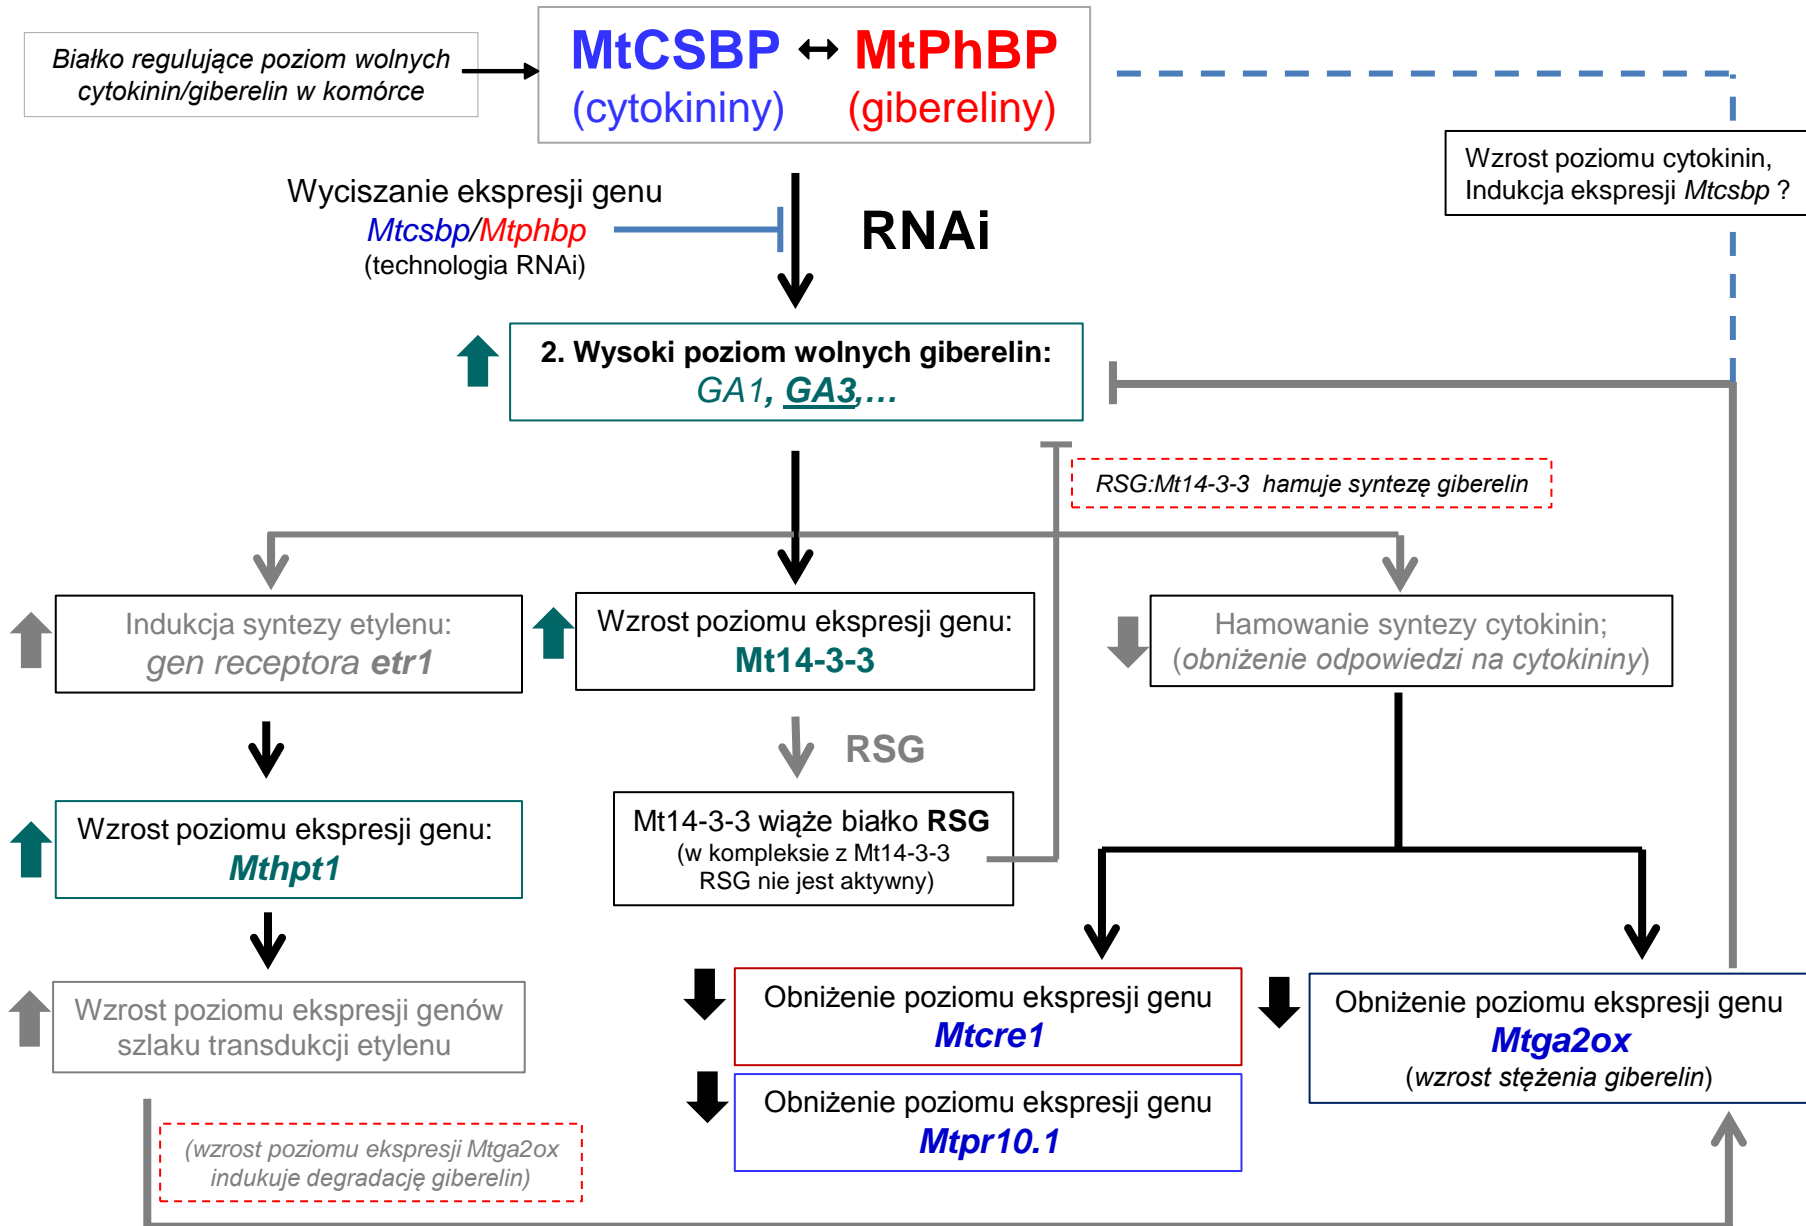 Białko regulujące poziom wolnych
cytokinin/giberelin w komórce
MtCSBP ↔ MtPhBP
(cytokininy) (gibereliny)
Wzrost poziomu cytokinin,
Indukcja ekspresji Mtcsbp ?
Wyciszanie ekspresji genu
Mtcsbp/Mtphbp
(technologia RNAi)
RNAi
2. Wysoki poziom wolnych giberelin:
GA1, GA3,...
RSG:Mt14-3-3 hamuje syntezę giberelin
Indukcja syntezy etylenu:
gen receptora etr1
Wzrost poziomu ekspresji genu:
Mt14-3-3
Hamowanie syntezy cytokinin;
(obniżenie odpowiedzi na cytokininy)
RSG
Wzrost poziomu ekspresji genu:
Mthpt1
Mt14-3-3 wiąże białko RSG
(w kompleksie z Mt14-3-3
RSG nie jest aktywny)
Wzrost poziomu ekspresji genów
szlaku transdukcji etylenu
Obniżenie poziomu ekspresji genu
Mtcre1
Obniżenie poziomu ekspresji genu
Mtga2ox
(wzrost stężenia giberelin)
Obniżenie poziomu ekspresji genu
Mtpr10.1
(wzrost poziomu ekspresji Mtga2ox
indukuje degradację giberelin)